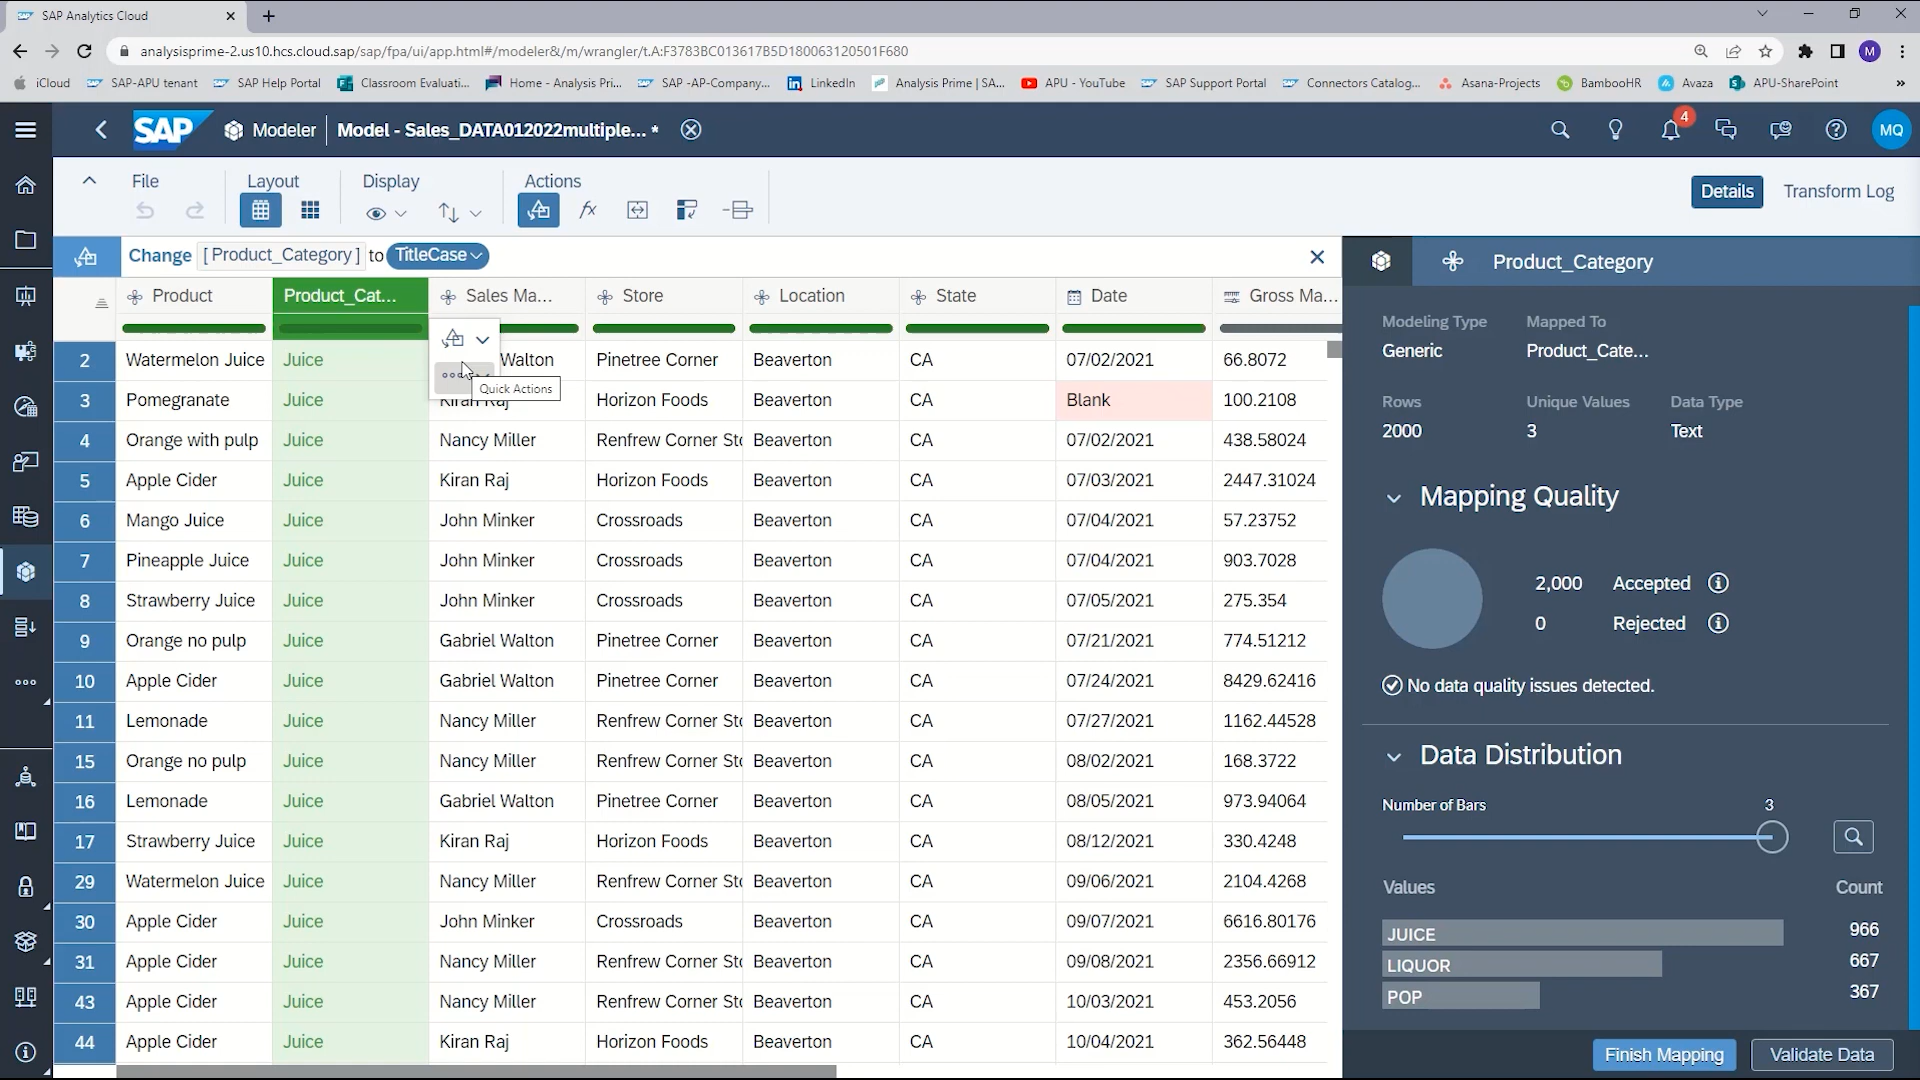 SAP Analytics Cloud
analysisprime-2.us10.hcs.cloud.sap/sap/fpa/ui/app.html#/modeler&/m/wrangler/t.A:F3783BC013617B5D180063120501F680
M
iCloud SAP-APU tenant SAP Help Portal Classroom Evaluati... Home - Analysis Pri... SAP -AP-Company,... LinkedIn Analysis Prime | SA... APU - YouTube SAP Support Portal Connectors Catalog... Asana-Projects BambooHR Avaza APU-SharePoint »
SAP Modeler Model - Sales_DATA012022multiple... * 4 MQ
File Layout Display Actions
Details Transform Log
Change [ Product_Category ] to TitleCase
Product_Category
Product Product_Cat... Sales Ma... Store Location State Date Gross Ma...
2 Watermelon Juice Juice Walton Pinetree Corner Beaverton CA 07/02/2021 66.8072
Quick Actions
3 Pomegranate Juice Kiran Raj Horizon Foods Beaverton CA Blank 100.2108
4 Orange with pulp Juice Nancy Miller Renfrew Corner Sto Beaverton CA 07/02/2021 438.58024
5 Apple Cider Juice Kiran Raj Horizon Foods Beaverton CA 07/03/2021 2447.31024
6 Mango Juice Juice John Minker Crossroads Beaverton CA 07/04/2021 57.23752
7 Pineapple Juice Juice John Minker Crossroads Beaverton CA 07/04/2021 903.7028
8 Strawberry Juice Juice John Minker Crossroads Beaverton CA 07/05/2021 275.354
9 Orange no pulp Juice Gabriel Walton Pinetree Corner Beaverton CA 07/21/2021 774.51212
10 Apple Cider Juice Gabriel Walton Pinetree Corner Beaverton CA 07/24/2021 8429.62416
11 Lemonade Juice Nancy Miller Renfrew Corner Sto Beaverton CA 07/27/2021 1162.44528
15 Orange no pulp Juice Nancy Miller Renfrew Corner Sto Beaverton CA 08/02/2021 168.3722
16 Lemonade Juice Gabriel Walton Pinetree Corner Beaverton CA 08/05/2021 973.94064
17 Strawberry Juice Juice Kiran Raj Horizon Foods Beaverton CA 08/12/2021 330.4248
29 Watermelon Juice Juice Nancy Miller Renfrew Corner Sto Beaverton CA 09/06/2021 2104.4268
30 Apple Cider Juice John Minker Crossroads Beaverton CA 09/07/2021 6616.80176
31 Apple Cider Juice Nancy Miller Renfrew Corner Sto Beaverton CA 09/08/2021 2356.66912
43 Apple Cider Juice Nancy Miller Renfrew Corner Sto Beaverton CA 10/03/2021 453.2056
44 Apple Cider Juice Kiran Raj Horizon Foods Beaverton CA 10/04/2021 362.56448
Modeling Type Mapped To
Generic Product_Cate...
Rows Unique Values Data Type
2000 3 Text
Mapping Quality
2,000 Accepted
0 Rejected
No data quality issues detected.
Data Distribution
Number of Bars 3
Values Count
JUICE 966
LIQUOR 667
POP 367
Finish Mapping Validate Data